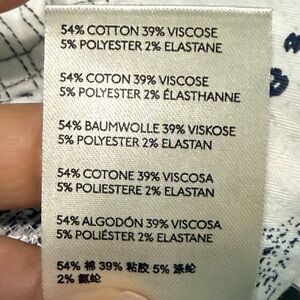 54% COTTON 39% VISCOSE
5% POLYESTER 2% ELASTANE
54% COTON 39% VISCOSE
5% POLYESTER 2% ÉLASTHANNE
54% BAUMWOLLE 39% VISKOSE
5% POLYESTER 2% ELASTAN
54% COTONE 39% VISCOSA
5% POLIESTERE 2% ELASTAN
54% ALGODÓN 39% VISCOSA
5% POLIÉSTER 2% ELASTANO
54% 棉 39% 粘胶 5% 涤纶
2% 氨纶